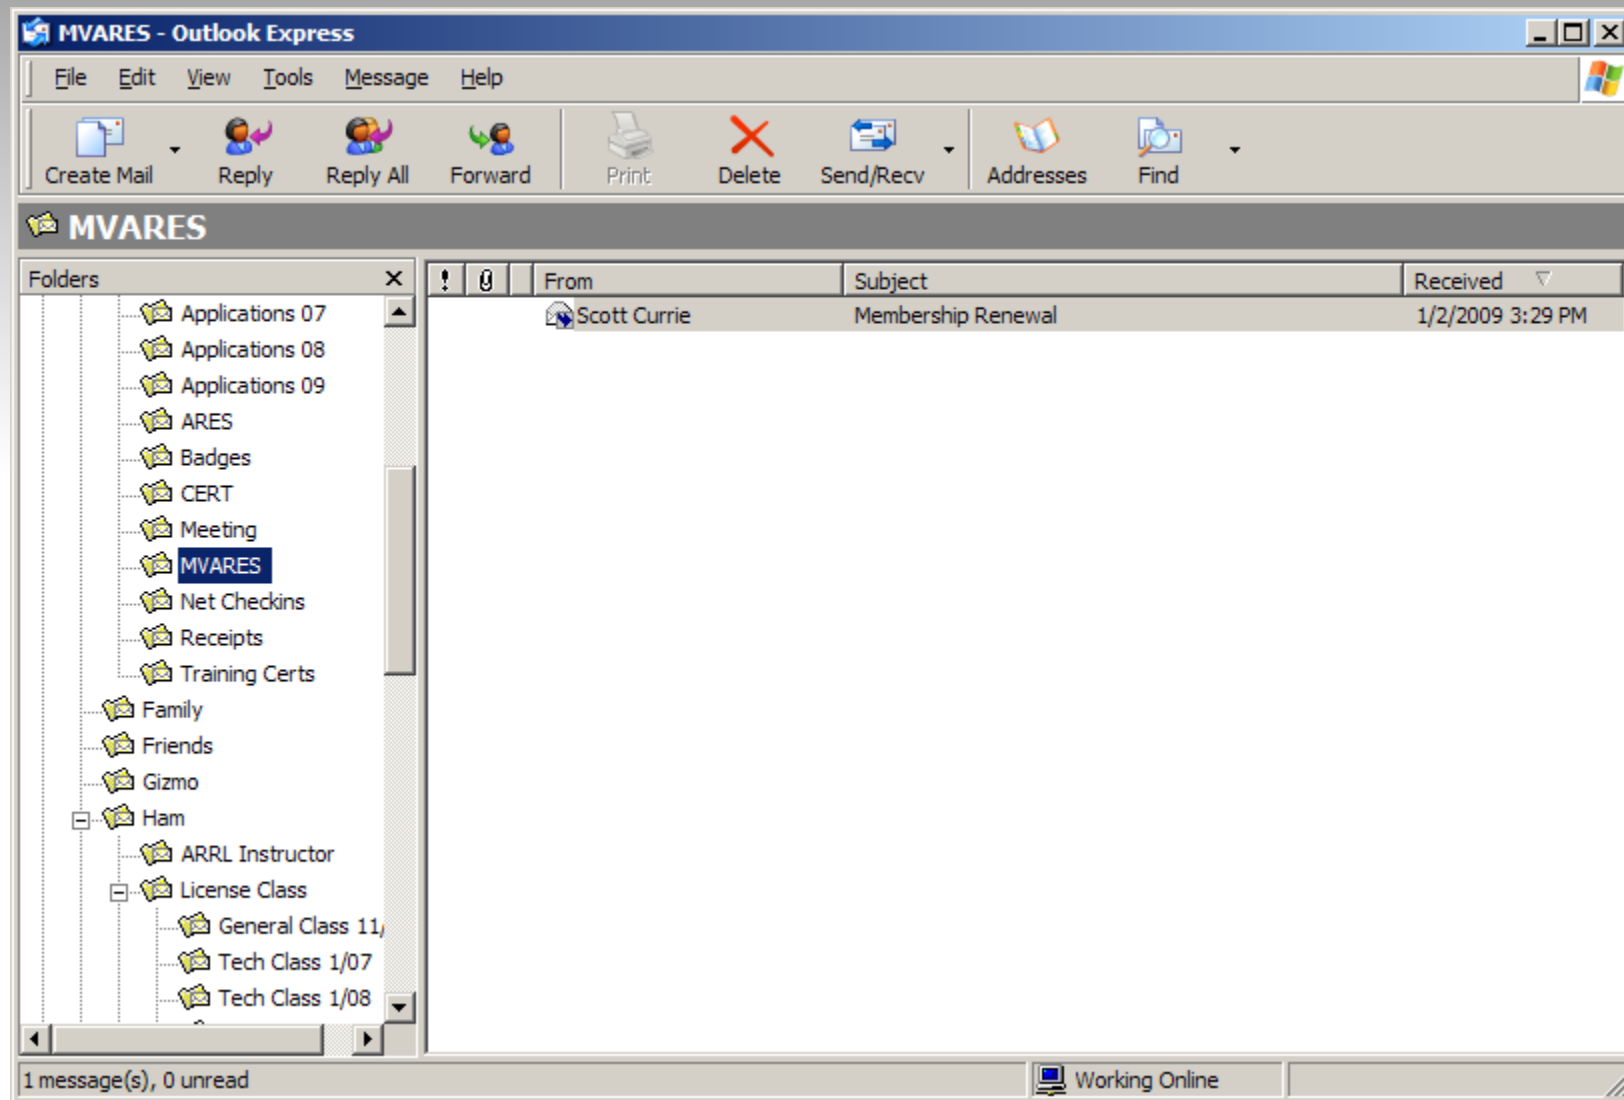 MVARES - Outlook Express
File Edit View Tools Message Help
Create Mail Reply Reply All Forward Print Delete Send/Recv Addresses Find
MVARES
Folders
Applications 07
Applications 08
Applications 09
ARES
Badges
CERT
Meeting
MVARES
Net Checkins
Receipts
Training Certs
Family
Friends
Gizmo
Ham
ARRL Instructor
License Class
General Class 11/
Tech Class 1/07
Tech Class 1/08
! From Subject Received
Scott Currie Membership Renewal 1/2/2009 3:29 PM
1 message(s), 0 unread Working Online